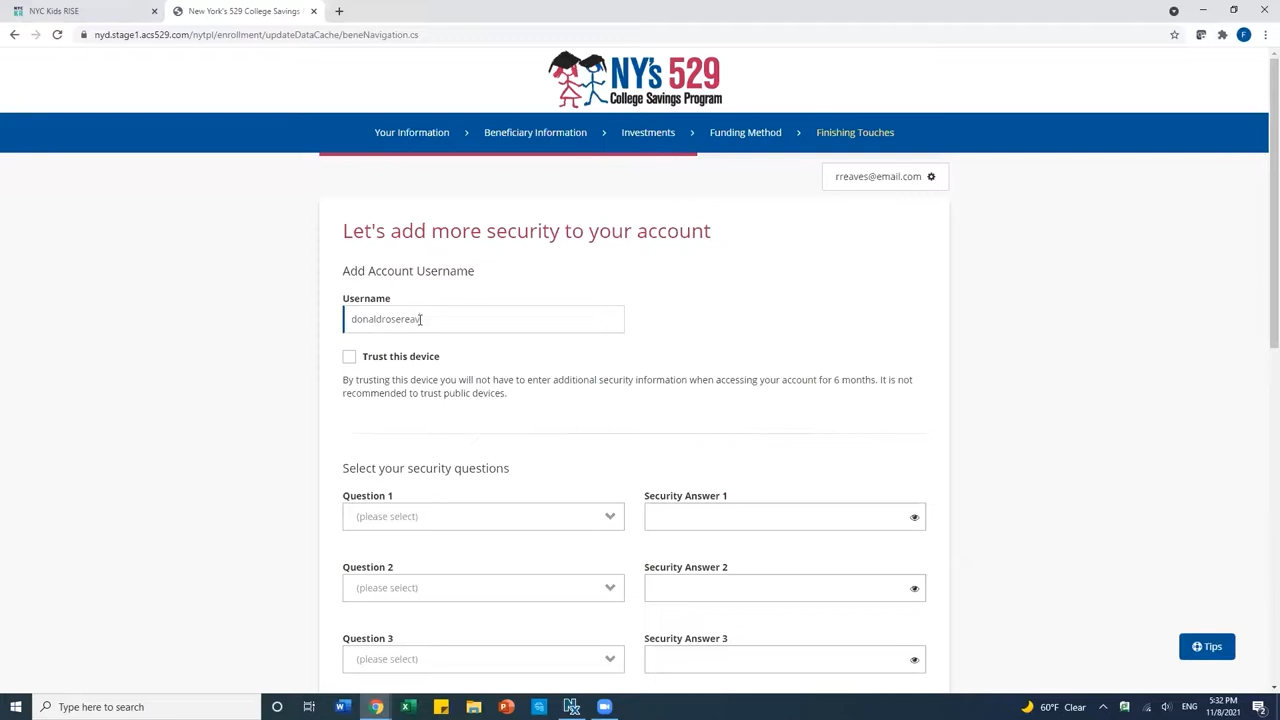 NYC Kids RISE
New York's 529 College Savings
nyd.stage1.acs529.com/nytpl/enrollment/updateDataCache/beneNavigation.cs
F
NY's 529
College Savings Program
Your Information > Beneficiary Information > Investments > Funding Method > Finishing Touches
rreaves@email.com
Let's add more security to your account
Add Account Username
Username
donaldrosereav
Trust this device
By trusting this device you will not have to enter additional security information when accessing your account for 6 months. It is not
recommended to trust public devices.
Select your security questions
Question 1 Security Answer 1
(please select)
Question 2 Security Answer 2
(please select)
Question 3 Security Answer 3
(please select)
Tips
Type here to search
60°F Clear
5:32 PM
11/8/2021